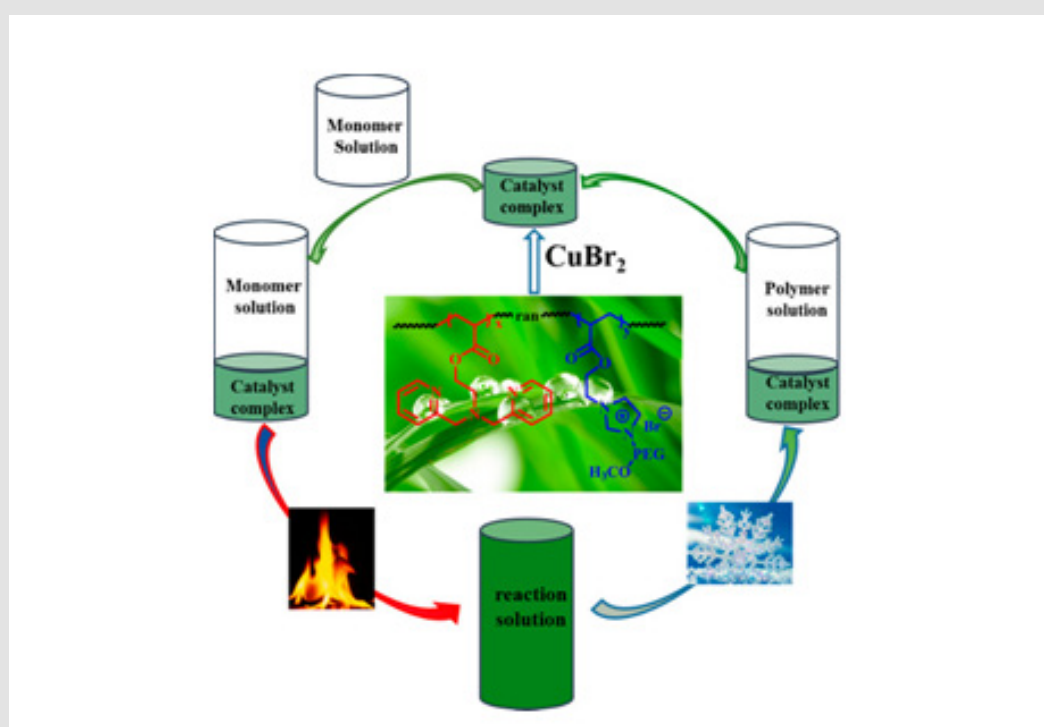 Monomer
Solution
Catalyst
complex
CuBr₂
Monomer
solution
Catalyst
complex
Polymer
solution
Catalyst
complex
x
ran
y
O
O
O
O
N
Br
PEG
H₃CO
reaction
solution